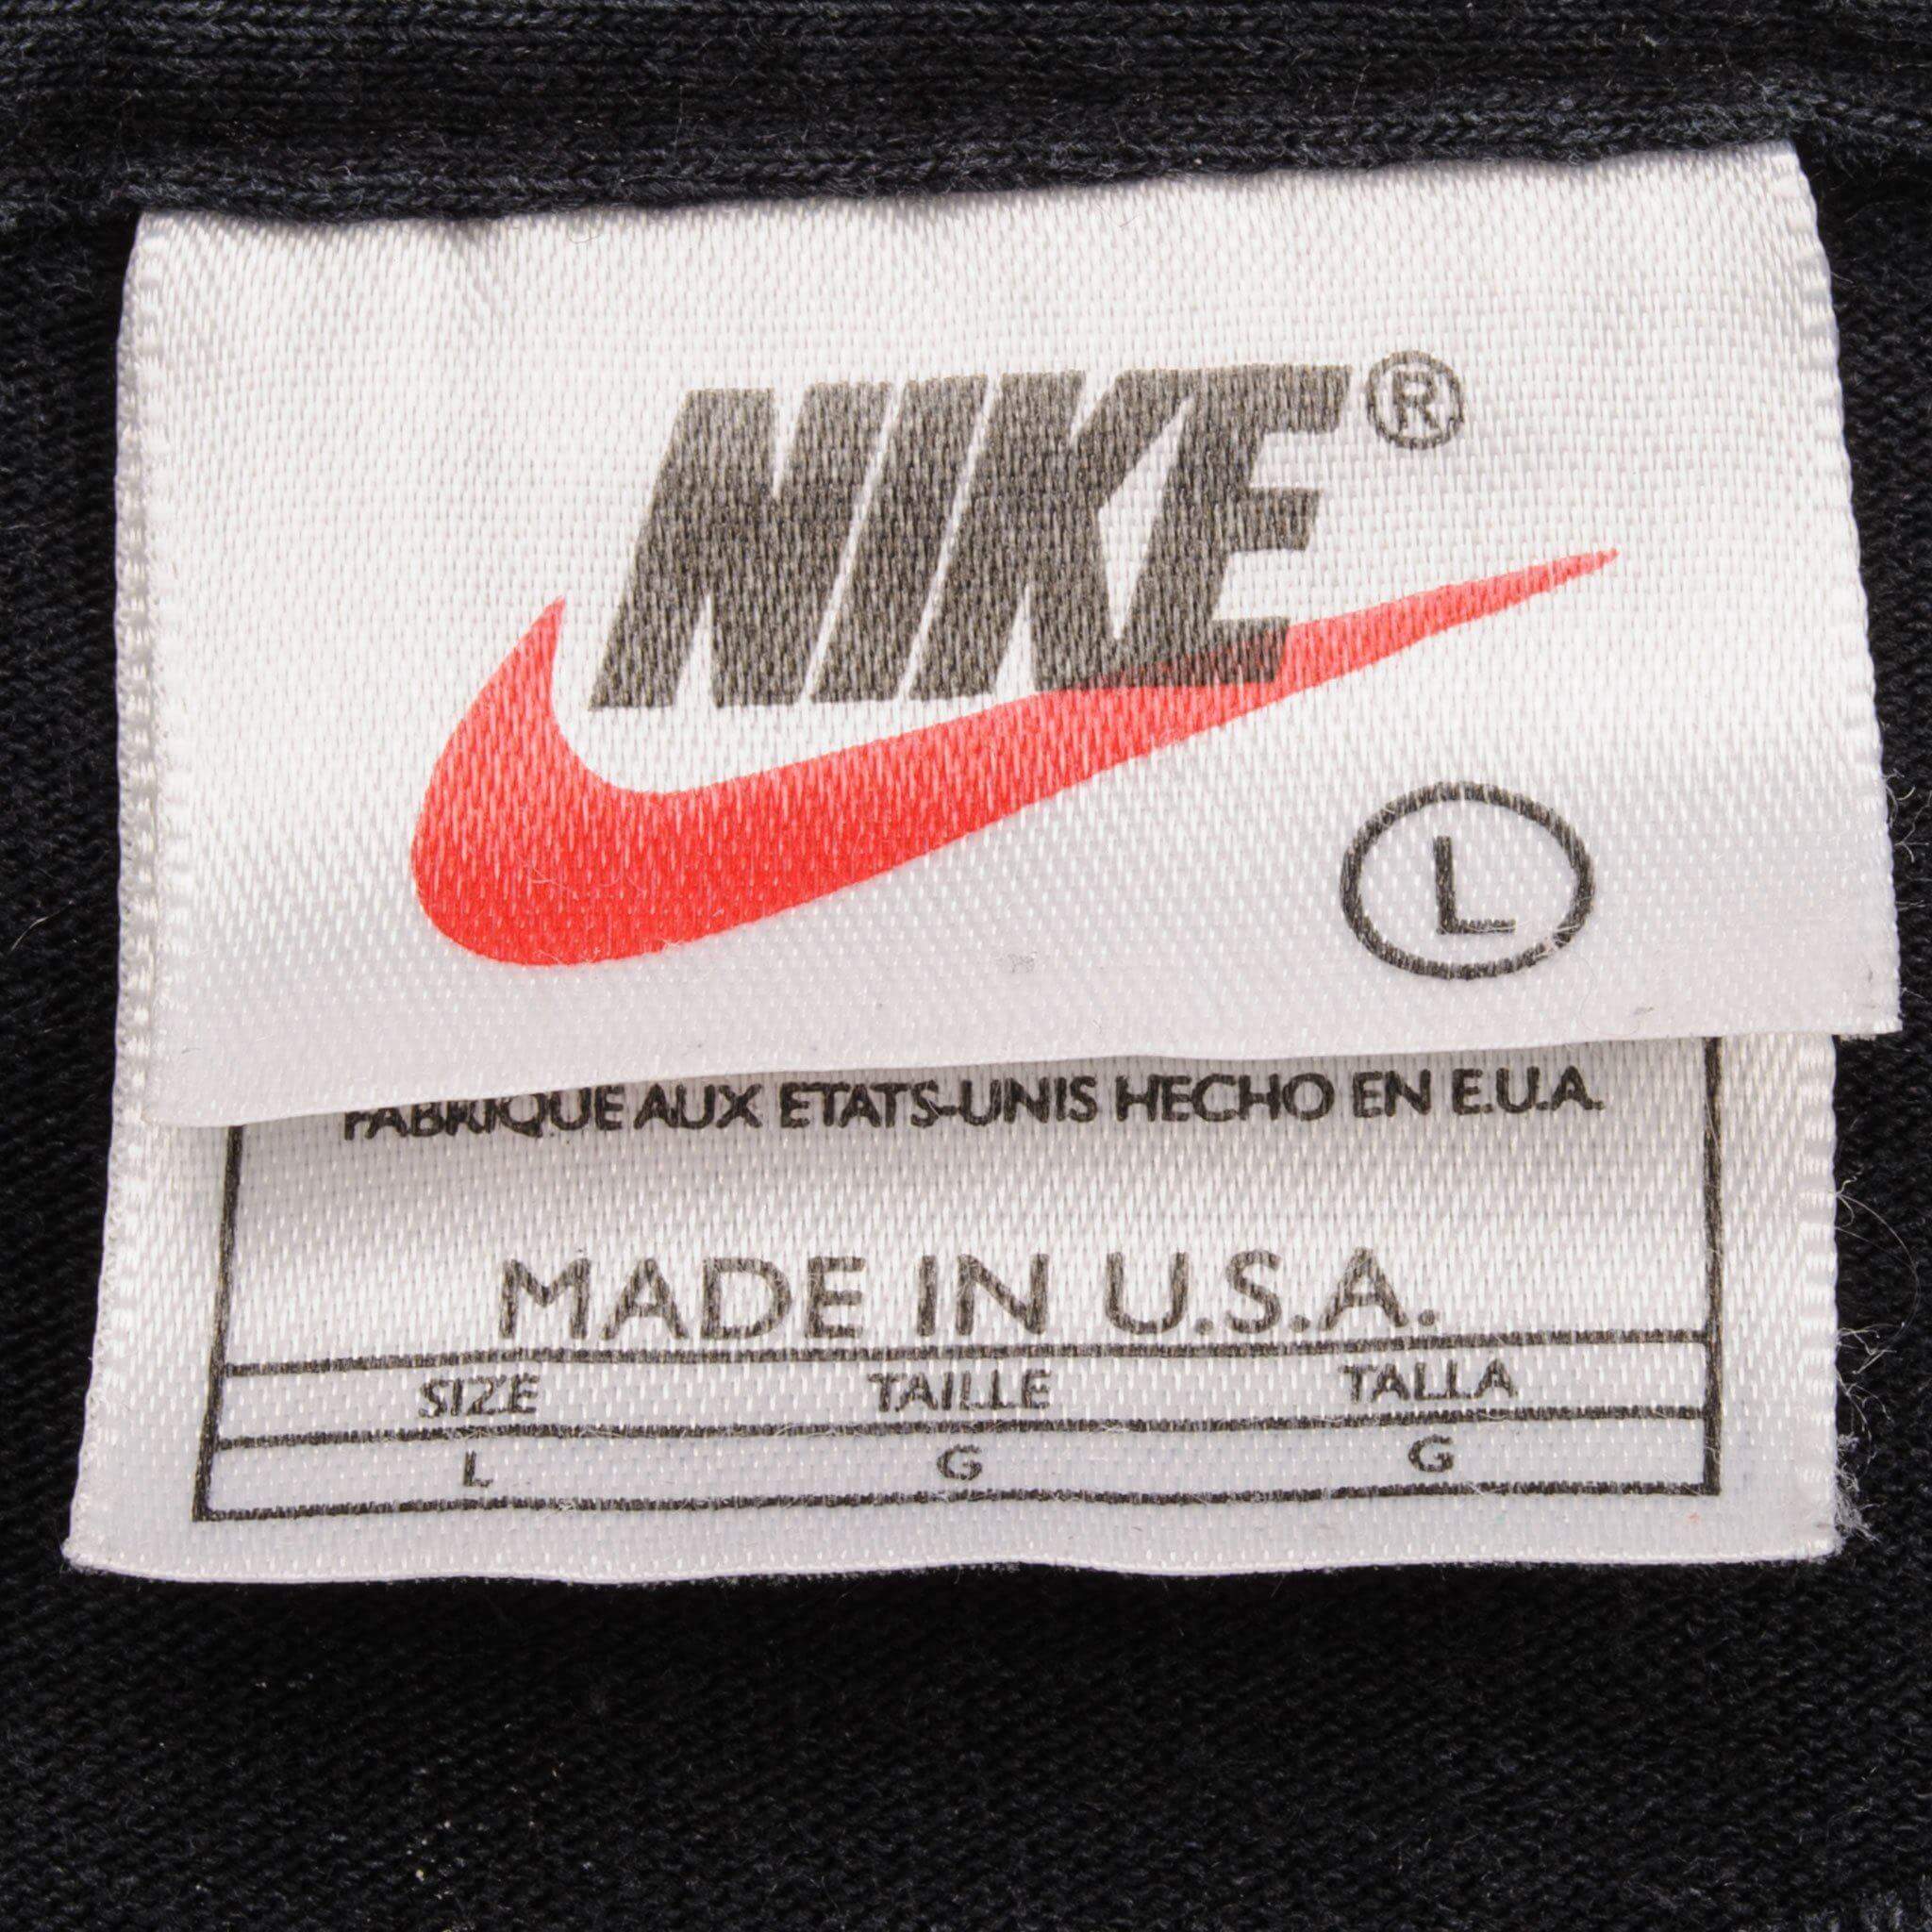 NIKE®
L
FABRIQUE AUX ETATS-UNIS HECHO EN E.U.A.
MADE IN U.S.A.
SIZE TAILLE TALLA
L G G